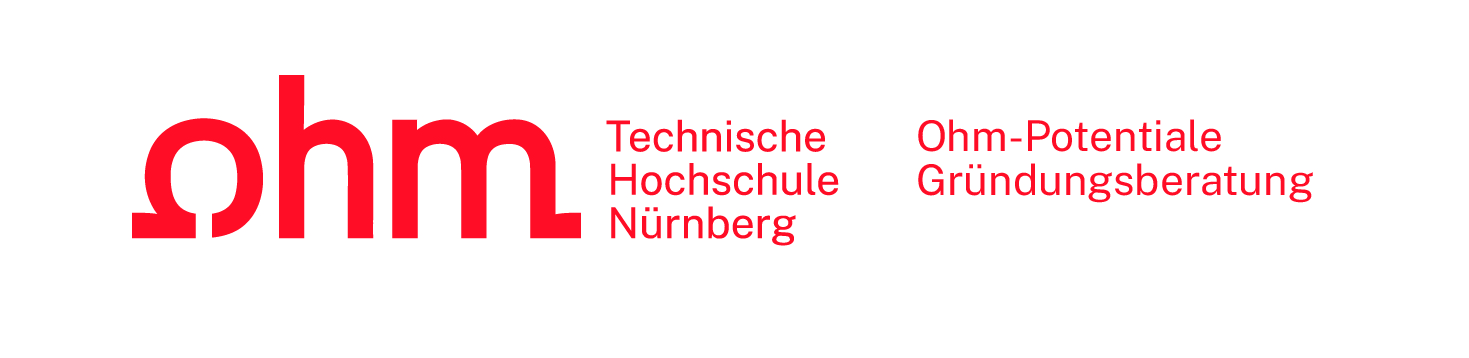 ohm
Technische
Hochschule
Nürnberg
Ohm-Potentiale
Gründungsberatung